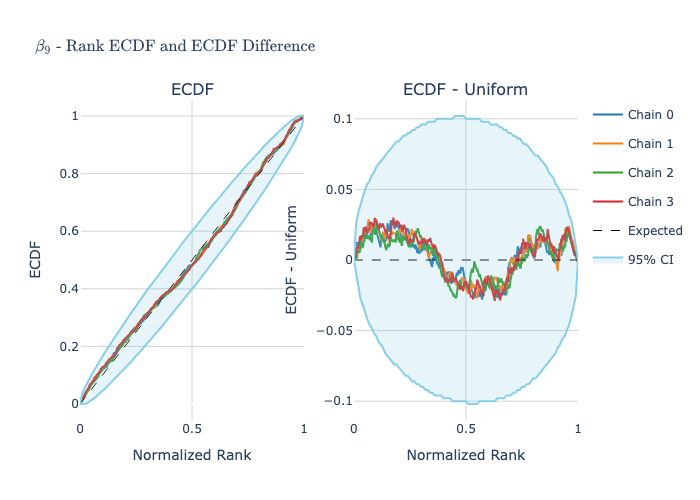 β₉ - Rank ECDF and ECDF Difference
ECDF
ECDF - Uniform
1
0.8
0.6
0.4
0.2
0
0
0.5
1
ECDF
Normalized Rank
0.1
0.05
0
−0.05
−0.1
0
0.5
1
ECDF - Uniform
Normalized Rank
Chain 0
Chain 1
Chain 2
Chain 3
Expected
95% CI